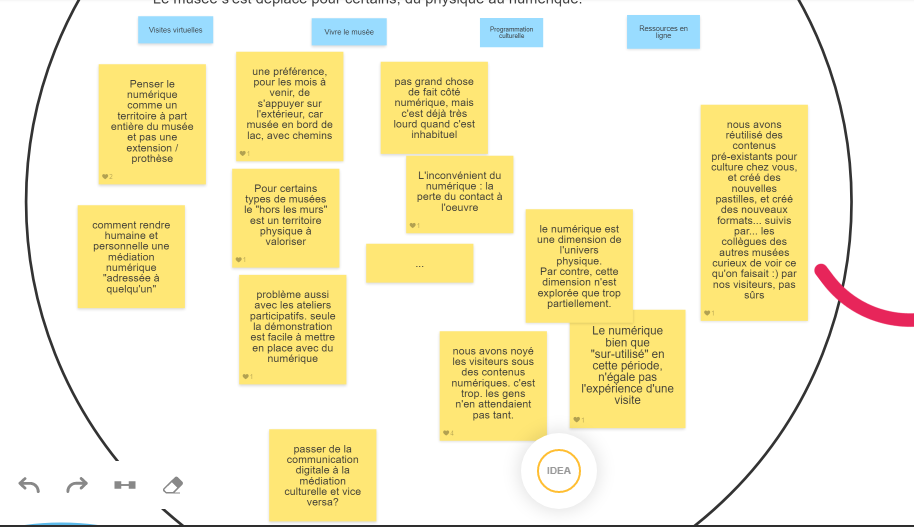 Le musée s'est déplacé pour certains, du physique au numérique.
Visites virtuelles
Vivre le musée
Programmation
culturelle
Ressources en
ligne
Penser le
numérique
comme un
territoire à part
entière du musée
et pas une
extension /
prothèse
2
comment rendre
humaine et
personnelle une
médiation
numérique
"adressée à
quelqu'un"
une préférence,
pour les mois à
venir, de
s'appuyer sur
l'extérieur, car
musée en bord de
lac, avec chemins
1
Pour certains
types de musées
le "hors les murs"
est un territoire
physique à
valoriser
1
problème aussi
avec les ateliers
participatifs. seule
la démonstration
est facile à mettre
en place avec du
numérique
1
passer de la
communication
digitale à la
médiation
culturelle et vice
versa?
pas grand chose
de fait côté
numérique, mais
c'est déjà très
lourd quand c'est
inhabituel
L'inconvénient du
numérique : la
perte du contact à
l'oeuvre
1
...
nous avons noyé
les visiteurs sous
des contenus
numériques. c'est
trop. les gens
n'en attendaient
pas tant.
4
le numérique est
une dimension de
l'univers
physique.
Par contre, cette
dimension n'est
explorée que trop
partiellement.
Le numérique
bien que
"sur-utilisé" en
cette période,
n'égale pas
l'expérience d'une
visite
1
nous avons
réutilisé des
contenus
pré-existants pour
culture chez vous,
et créé des
nouvelles
pastilles, et créé
des nouveaux
formats... suivis
par... les
collègues des
autres musées
curieux de voir ce
qu'on faisait :) par
nos visiteurs, pas
sûrs
1
IDEA